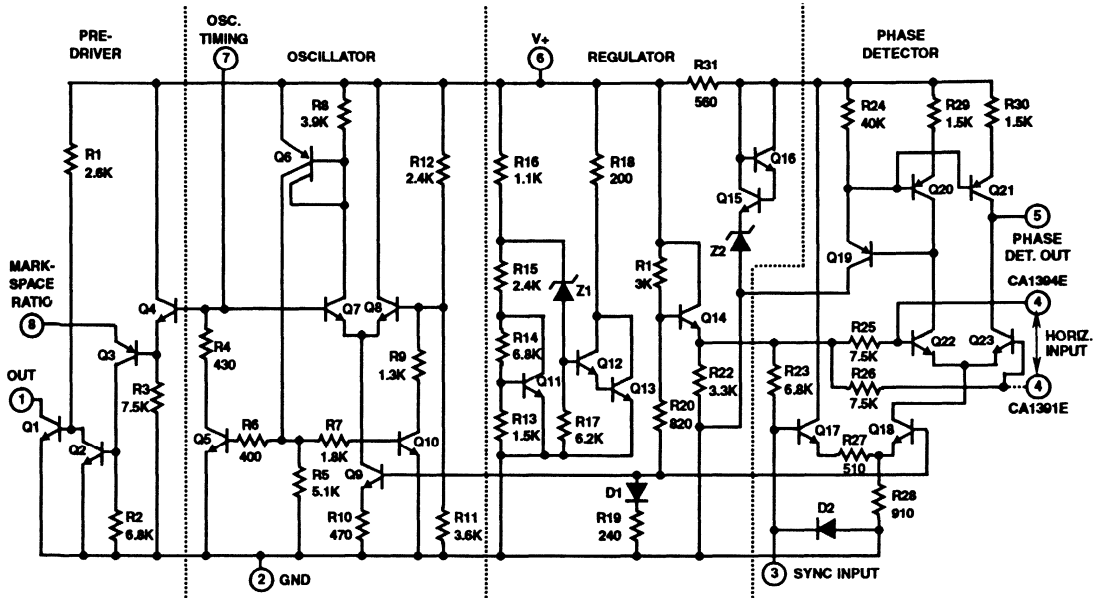 PRE-
DRIVER
OSC.
TIMING
7
OSCILLATOR
V+
6
REGULATOR
PHASE
DETECTOR
R1
2.6K
MARK-
SPACE
RATIO
8
OUT
1
Q1
Q2
Q3
Q4
R3
7.5K
R2
6.8K
R4
430
Q5
R6
400
R5
5.1K
R7
1.8K
Q6
R8
3.9K
Q7
Q8
R12
2.4K
R9
1.3K
Q10
Q9
R10
470
R11
3.6K
2
GND
R16
1.1K
R15
2.4K
R14
6.8K
R13
1.5K
Q11
Z1
R17
6.2K
R18
200
Q12
Q13
R31
560
R1
3K
R20
820
Q14
R22
3.3K
D1
R19
240
Q16
Q15
Z2
R24
40K
R29
1.5K
R30
1.5K
Q20
Q21
Q19
5
PHASE
DET. OUT
CA1394E
4
HORIZ.
INPUT
4
CA1391E
R25
7.5K
R26
7.5K
Q22
Q23
R23
6.8K
Q17
Q18
R27
510
R28
910
D2
3
SYNC INPUT